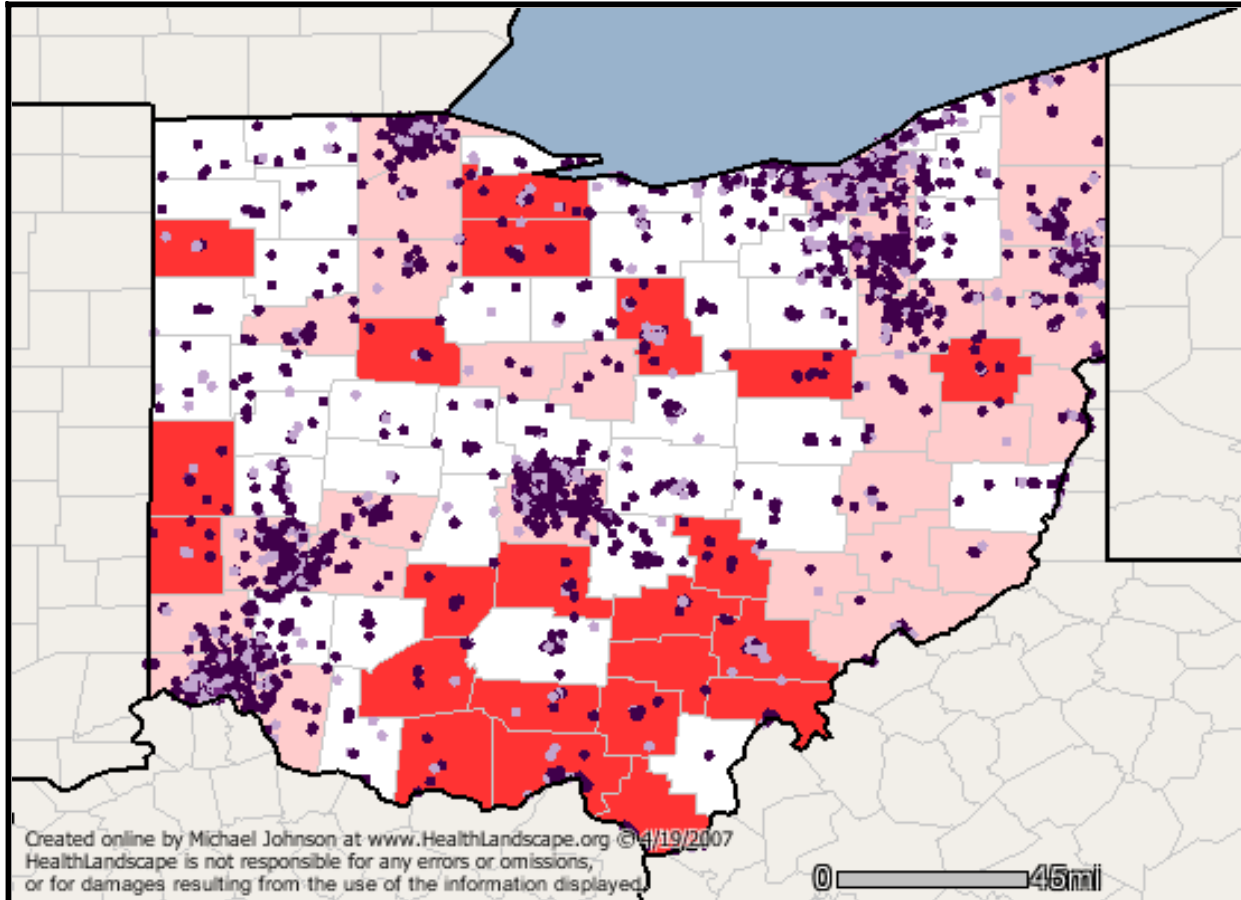 Created online by Michael Johnson at www.HealthLandscape.org © 4/19/2007
HealthLandscape is not responsible for any errors or omissions,
or for damages resulting from the use of the information displayed.
0 45mi